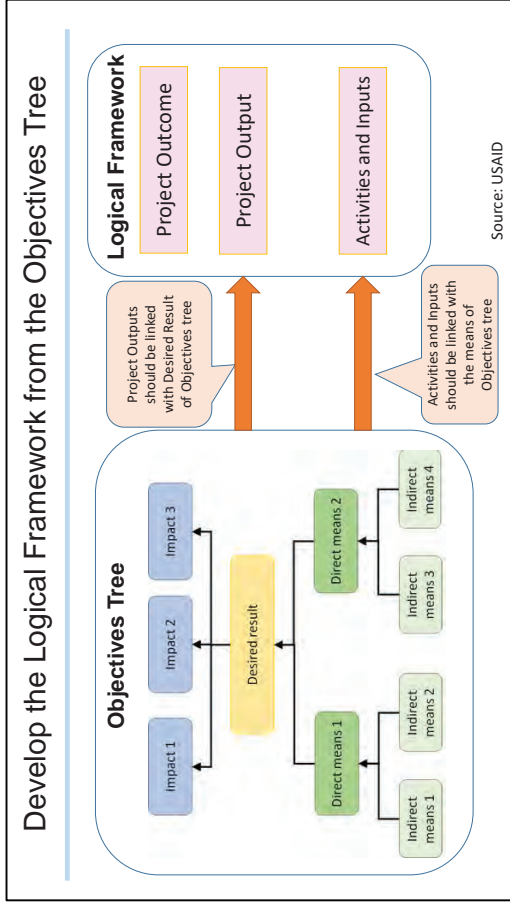 Develop the Logical Framework from the Objectives Tree
Objectives Tree
Impact 1
Impact 2
Impact 3
Desired result
Direct means 1
Direct means 2
Indirect
means 1
Indirect
means 2
Indirect
means 3
Indirect
means 4
Project Outputs
should be linked
with Desired Result
of Objectives tree
Activities and Inputs
should be linked with
the means of
Objectives tree
Logical Framework
Project Outcome
Project Output
Activities and Inputs
Source: USAID